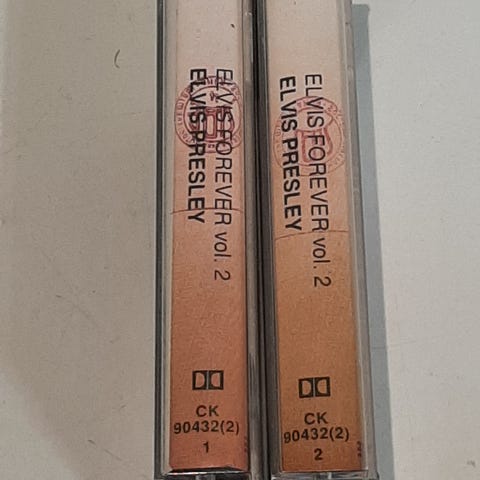 ELVIS FOREVER vol. 2
ELVIS PRESLEY
CK
90432(2)
1
ELVIS FOREVER vol. 2
ELVIS PRESLEY
CK
90432(2)
2